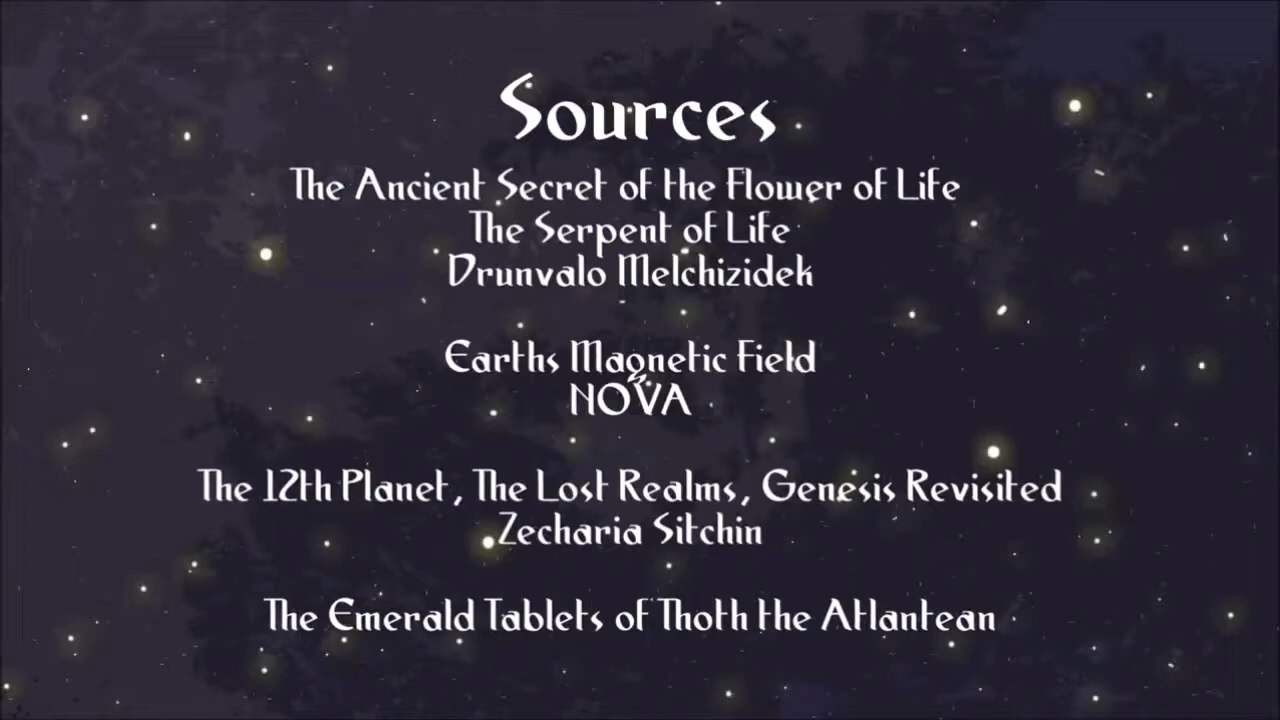 Sources
The Ancient Secret of the Flower of Life
The Serpent of Life
Drunvalo Melchizidek
Earths Magnetic Field
NOVA
The 12th Planet, The Lost Realms, Genesis Revisited
Zecharia Sitchin
The Emerald Tablets of Thoth the Atlantean